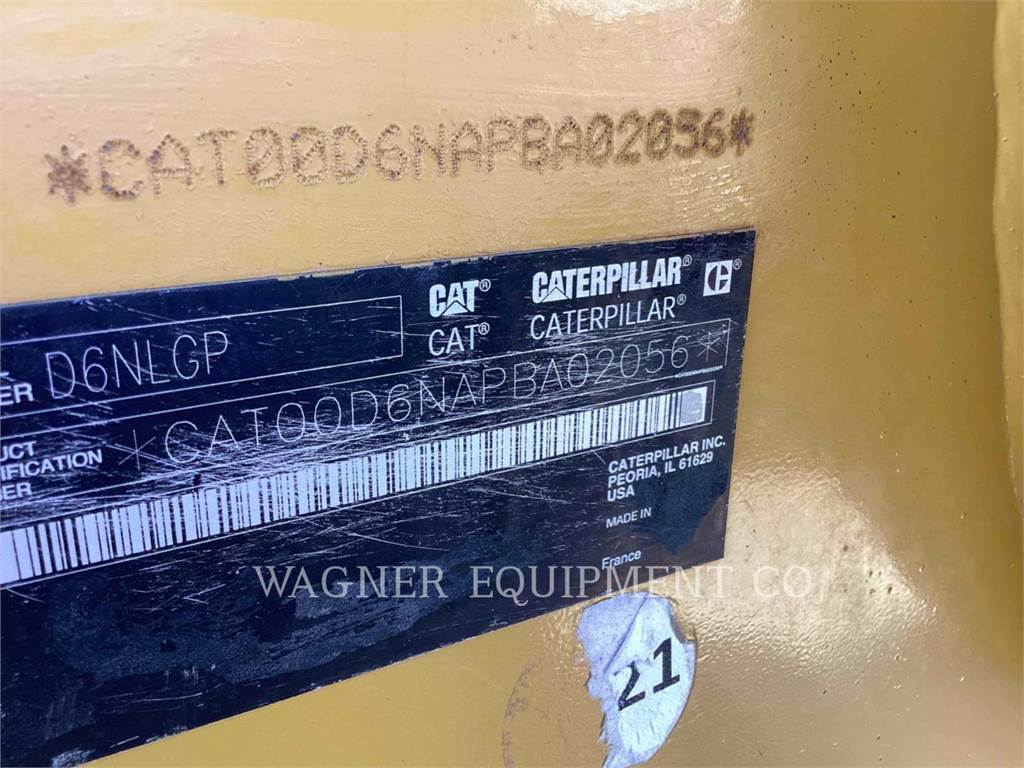 *CAT00D6NAPBA02056*
CAT® CATERPILLAR® C®
CAT® CATERPILLAR®
ER D6NLGP
UCT
IFICATION *CAT00D6NAPBA02056*
BER
CATERPILLAR INC.
PEORIA, IL 61629
USA
MADE IN
France
WAGNER EQUIPMENT CO
21